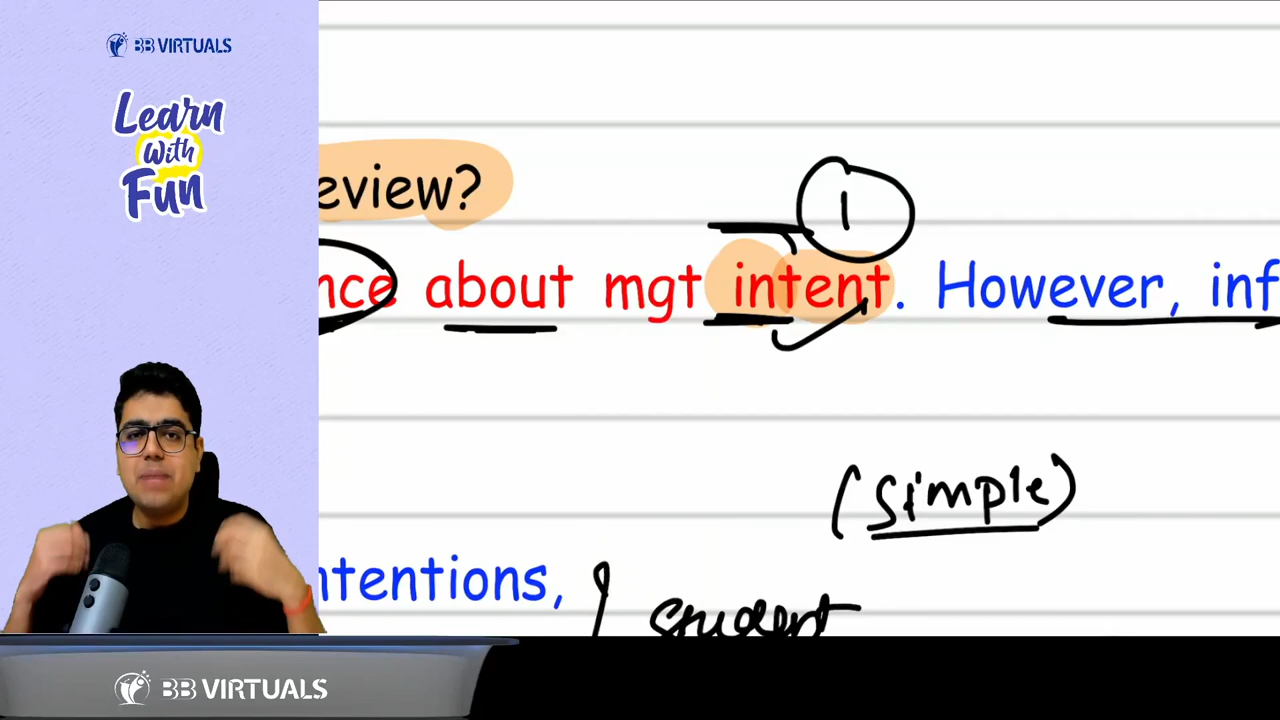 BB VIRTUALS
Learn
With
Fun
eview?
1
nce about mgt intent. However, inf
(simple)
ntentions,
student
BB VIRTUALS